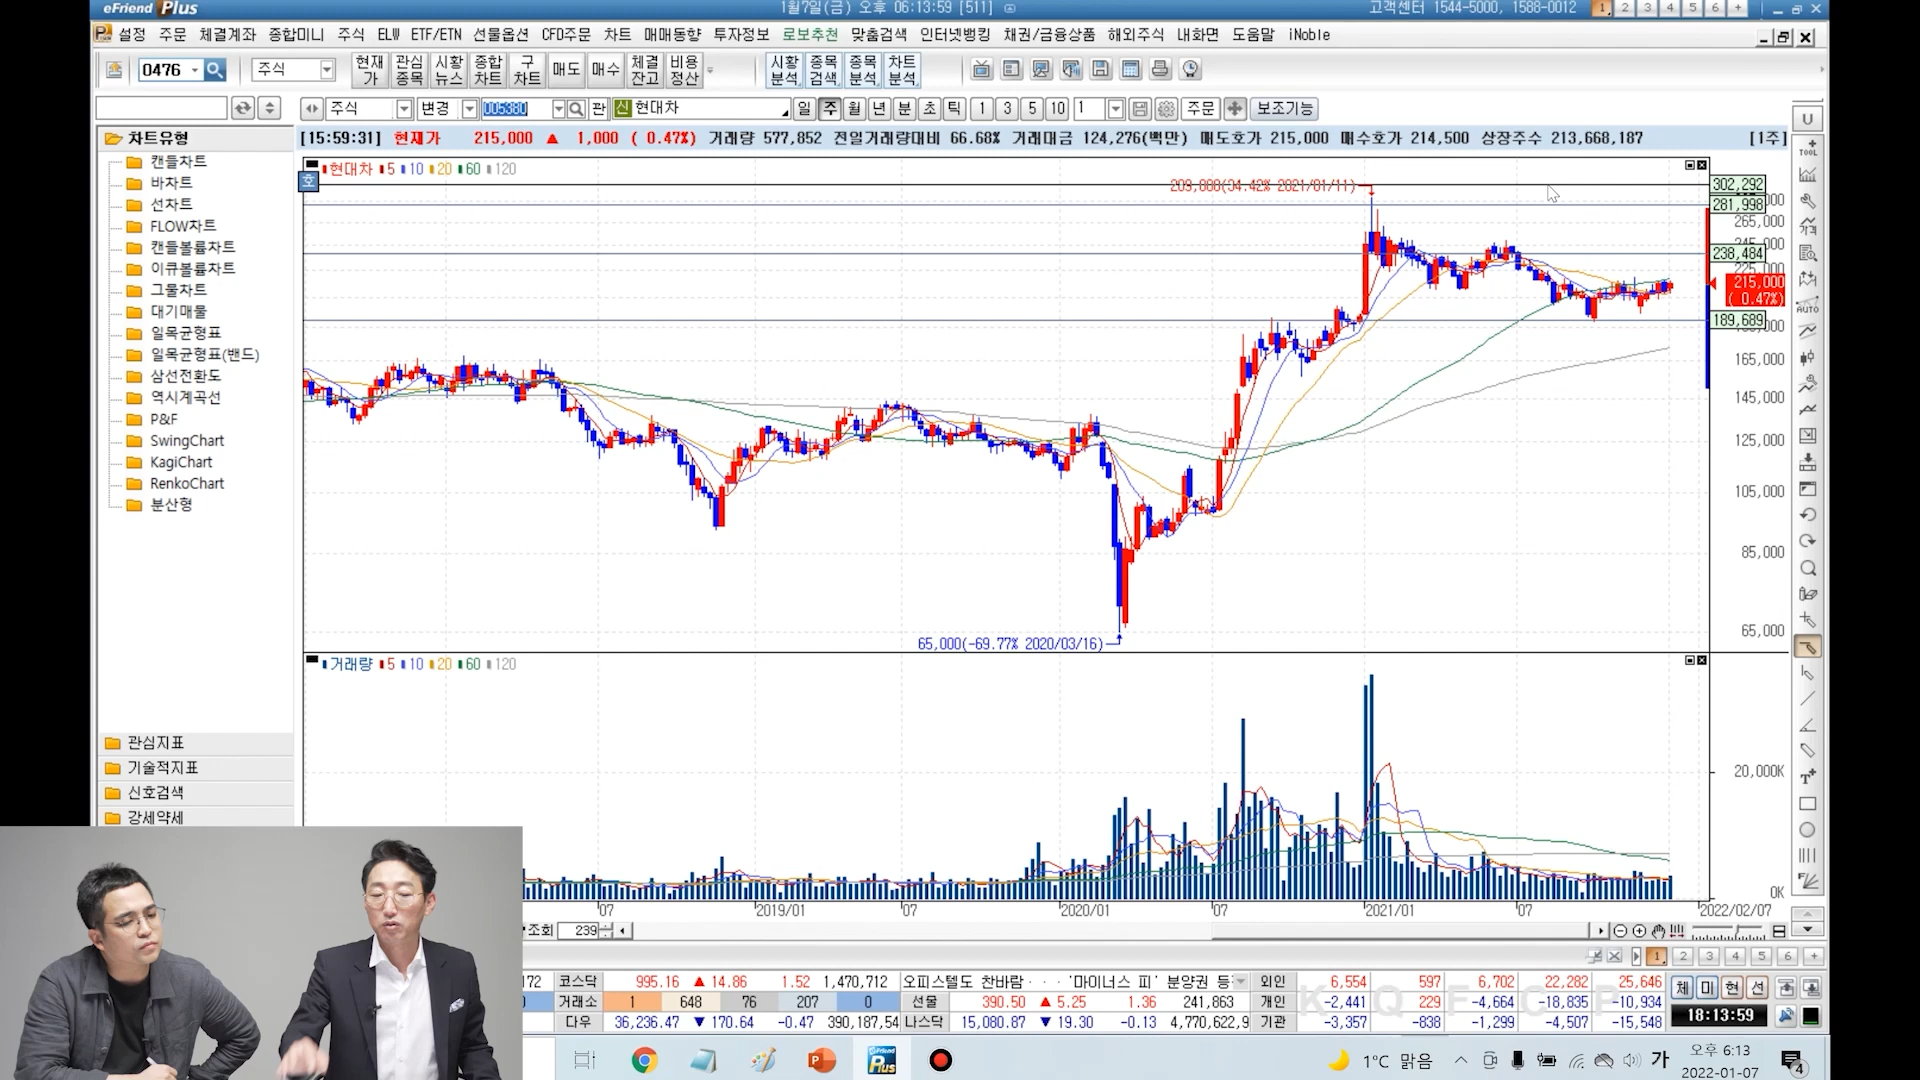 eFriend Plus
1월7일(금) 오후 06:13:59 [511]
고객센터 1544-5000, 1588-0012
1 2 3 4 5 6 +
설정 주문 체결계좌 종합미니 주식 ELW ETF/ETN 선물옵션 CFD주문 차트 매매동향 투자정보 로보추천 맞춤검색 인터넷뱅킹 채권/금융상품 해외주식 내화면 도움말 iNoble
0476 주식 현재가 관심종목 시황뉴스 종합차트 구차트 매도 매수 체결잔고 비용정산 시황분석 종목검색 종목분석 차트분석
주식 변경 005380 관 신 현대차 일 주 월 년 분 초 틱 1 3 5 10 1 주문 보조기능
차트유형
[15:59:31] 현재가 215,000 ▲ 1,000 ( 0.47%) 거래량 577,852 전일거래량대비 66.68% 거래대금 124,276(백만) 매도호가 215,000 매수호가 214,500 상장주수 213,668,187 [1주]
캔들차트
바차트
선차트
FLOW차트
캔들볼륨차트
이큐볼륨차트
그물차트
대기매물
일목균형표
일목균형표(밴드)
삼선전환도
역시계곡선
P&F
SwingChart
KagiChart
RenkoChart
분산형
관심지표
기술적지표
신호검색
강세약세
현대차 5 10 20 60 120
302,292
281,998
265,000
238,484
225,000
215,000
( 0.47%)
189,689
165,000
145,000
125,000
105,000
85,000
65,000
65,000(-69.77% 2020/03/16)
거래량 5 10 20 60 120
20,000K
0K
07 2019/01 07 2020/01 07 2021/01 07 2022/02/07
조회 239
1 2 3 4 5 6 +
코스닥 995.16 ▲ 14.86 1.52 1,470,712 오피스텔도 찬바람··· '마이너스 피' 분양권 등 외인 6,554 597 6,702 22,282 25,646 체 미 현 선
거래소 1 648 76 207 0 선물 390.50 ▲ 5.25 1.36 241,863 개인 -2,441 229 -4,664 -18,835 -10,934
다우 36,236.47 ▼ 170.64 -0.47 390,187,54 나스닥 15,080.87 ▼ 19.30 -0.13 4,770,622,9 기관 -3,357 -838 -1,299 -4,507 -15,548
18:13:59
1°C 맑음 가 오후 6:13
2022-01-07
4
TOOL
AUTO